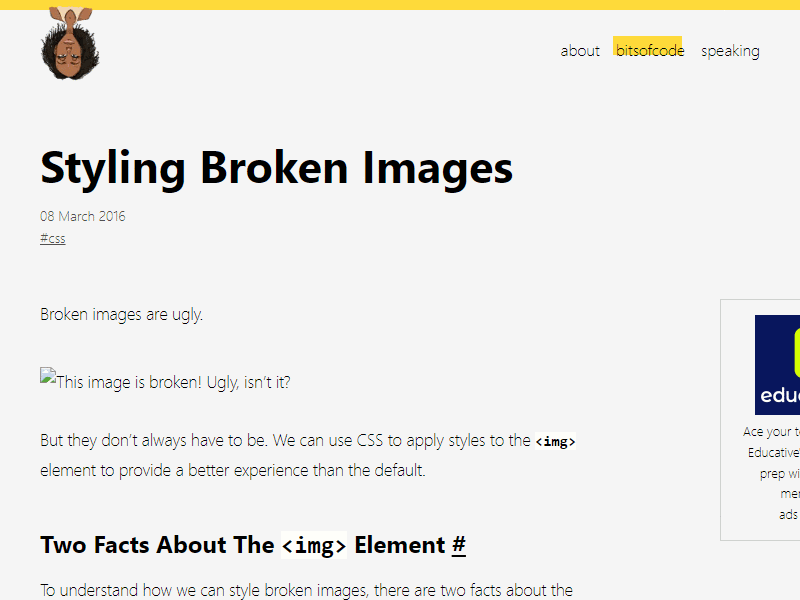 about bitsofcode speaking
Styling Broken Images
08 March 2016
#css
Broken images are ugly.
This image is broken! Ugly, isn’t it?
But they don’t always have to be. We can use CSS to apply styles to the <img>
element to provide a better experience than the default.
Two Facts About The <img> Element #
To understand how we can style broken images, there are two facts about the
Ace your
Educative'
prep
ads